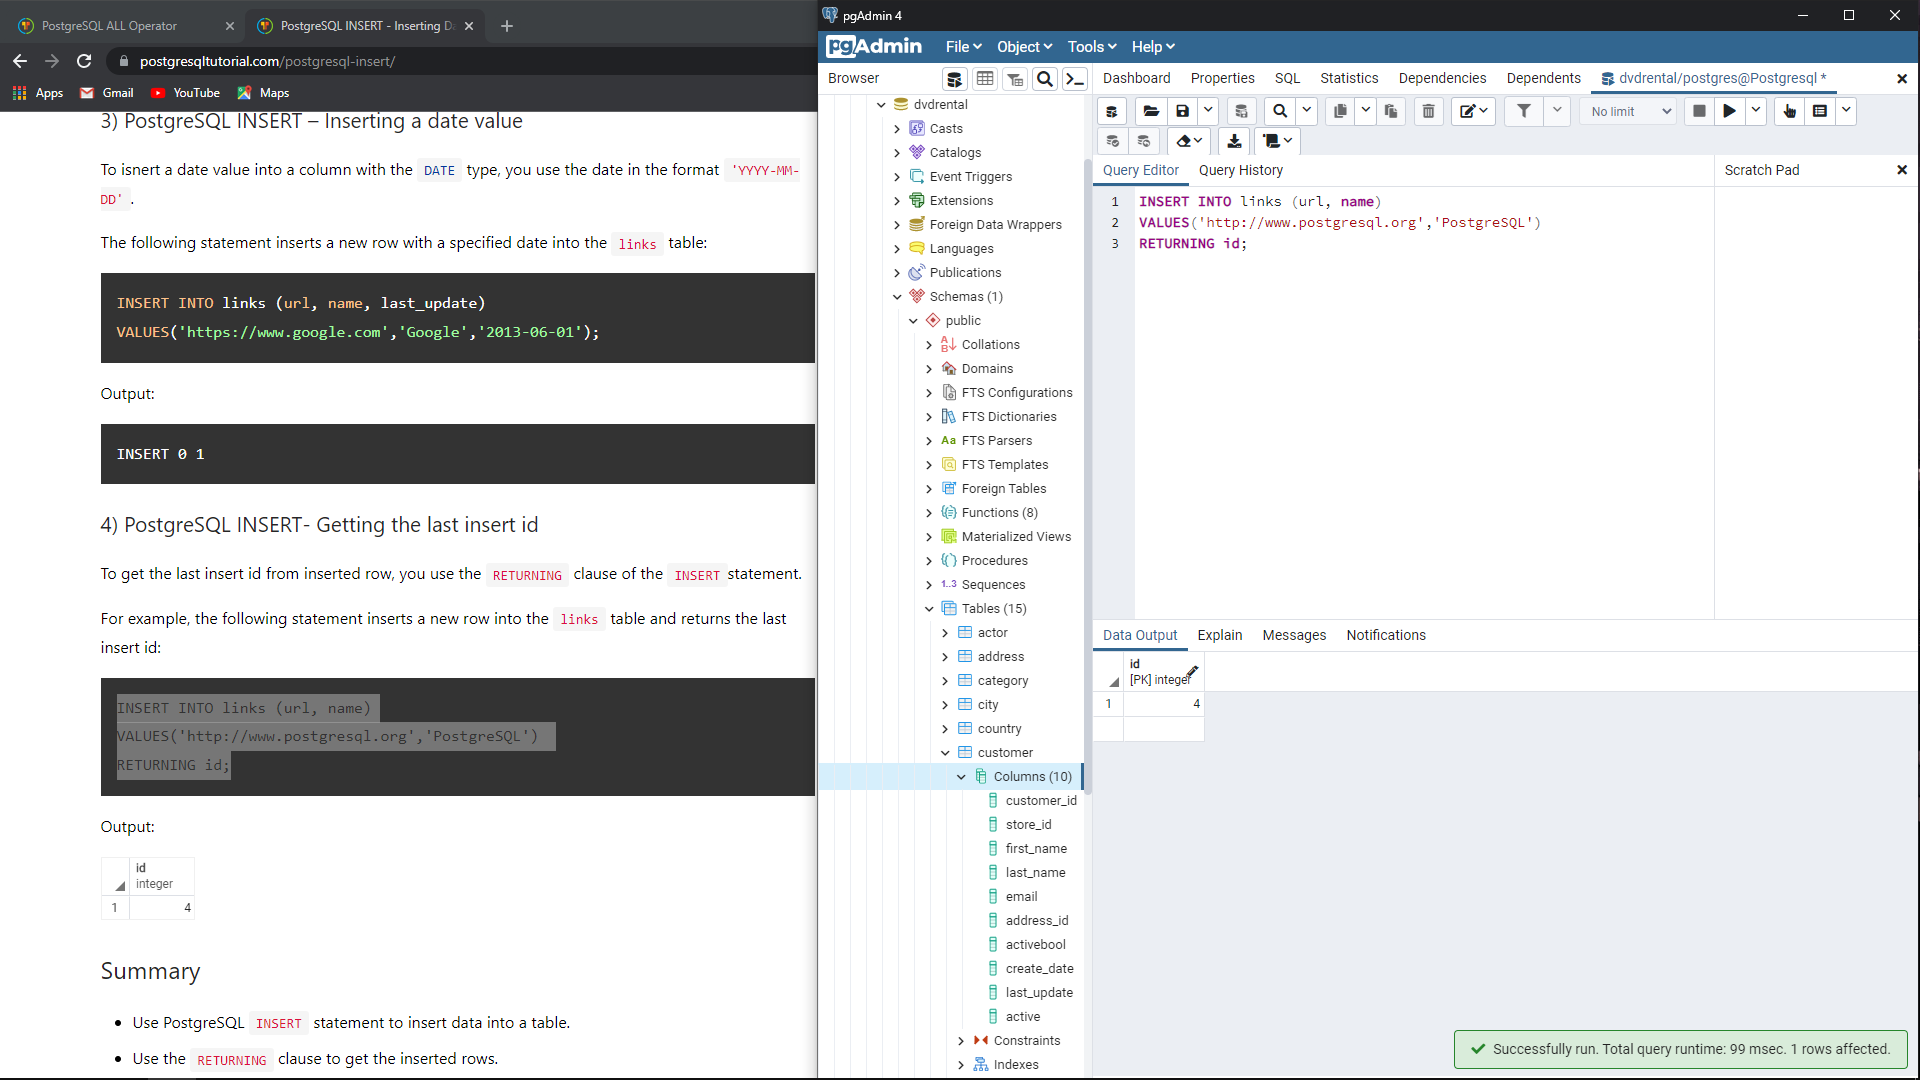 PostgreSQL ALL Operator
PostgreSQL INSERT - Inserting Da
postgresqltutorial.com/postgresql-insert/
Apps
Gmail
YouTube
Maps
3) PostgreSQL INSERT – Inserting a date value
To isnert a date value into a column with the DATE type, you use the date in the format 'YYYY-MM-
DD' .
The following statement inserts a new row with a specified date into the links table:
INSERT INTO links (url, name, last_update)
VALUES('https://www.google.com','Google','2013-06-01');
Output:
INSERT 0 1
4) PostgreSQL INSERT- Getting the last insert id
To get the last insert id from inserted row, you use the RETURNING clause of the INSERT statement.
For example, the following statement inserts a new row into the links table and returns the last
insert id:
INSERT INTO links (url, name)
VALUES('http://www.postgresql.org','PostgreSQL')
RETURNING id;
Output:
id
integer
1 4
Summary
• Use PostgreSQL INSERT statement to insert data into a table.
• Use the RETURNING clause to get the inserted rows.
pgAdmin 4
pgAdmin
File
Object
Tools
Help
Browser
dvdrental
Casts
Catalogs
Event Triggers
Extensions
Foreign Data Wrappers
Languages
Publications
Schemas (1)
public
Collations
Domains
FTS Configurations
FTS Dictionaries
Aa FTS Parsers
FTS Templates
Foreign Tables
Functions (8)
Materialized Views
Procedures
1..3 Sequences
Tables (15)
actor
address
category
city
country
customer
Columns (10)
customer_id
store_id
first_name
last_name
email
address_id
activebool
create_date
last_update
active
Constraints
Indexes
Dashboard
Properties
SQL
Statistics
Dependencies
Dependents
dvdrental/postgres@Postgresql *
No limit
Query Editor
Query History
Scratch Pad
1 INSERT INTO links (url, name)
2 VALUES('http://www.postgresql.org','PostgreSQL')
3 RETURNING id;
Data Output
Explain
Messages
Notifications
id
[PK] integer
1 4
Successfully run. Total query runtime: 99 msec. 1 rows affected.